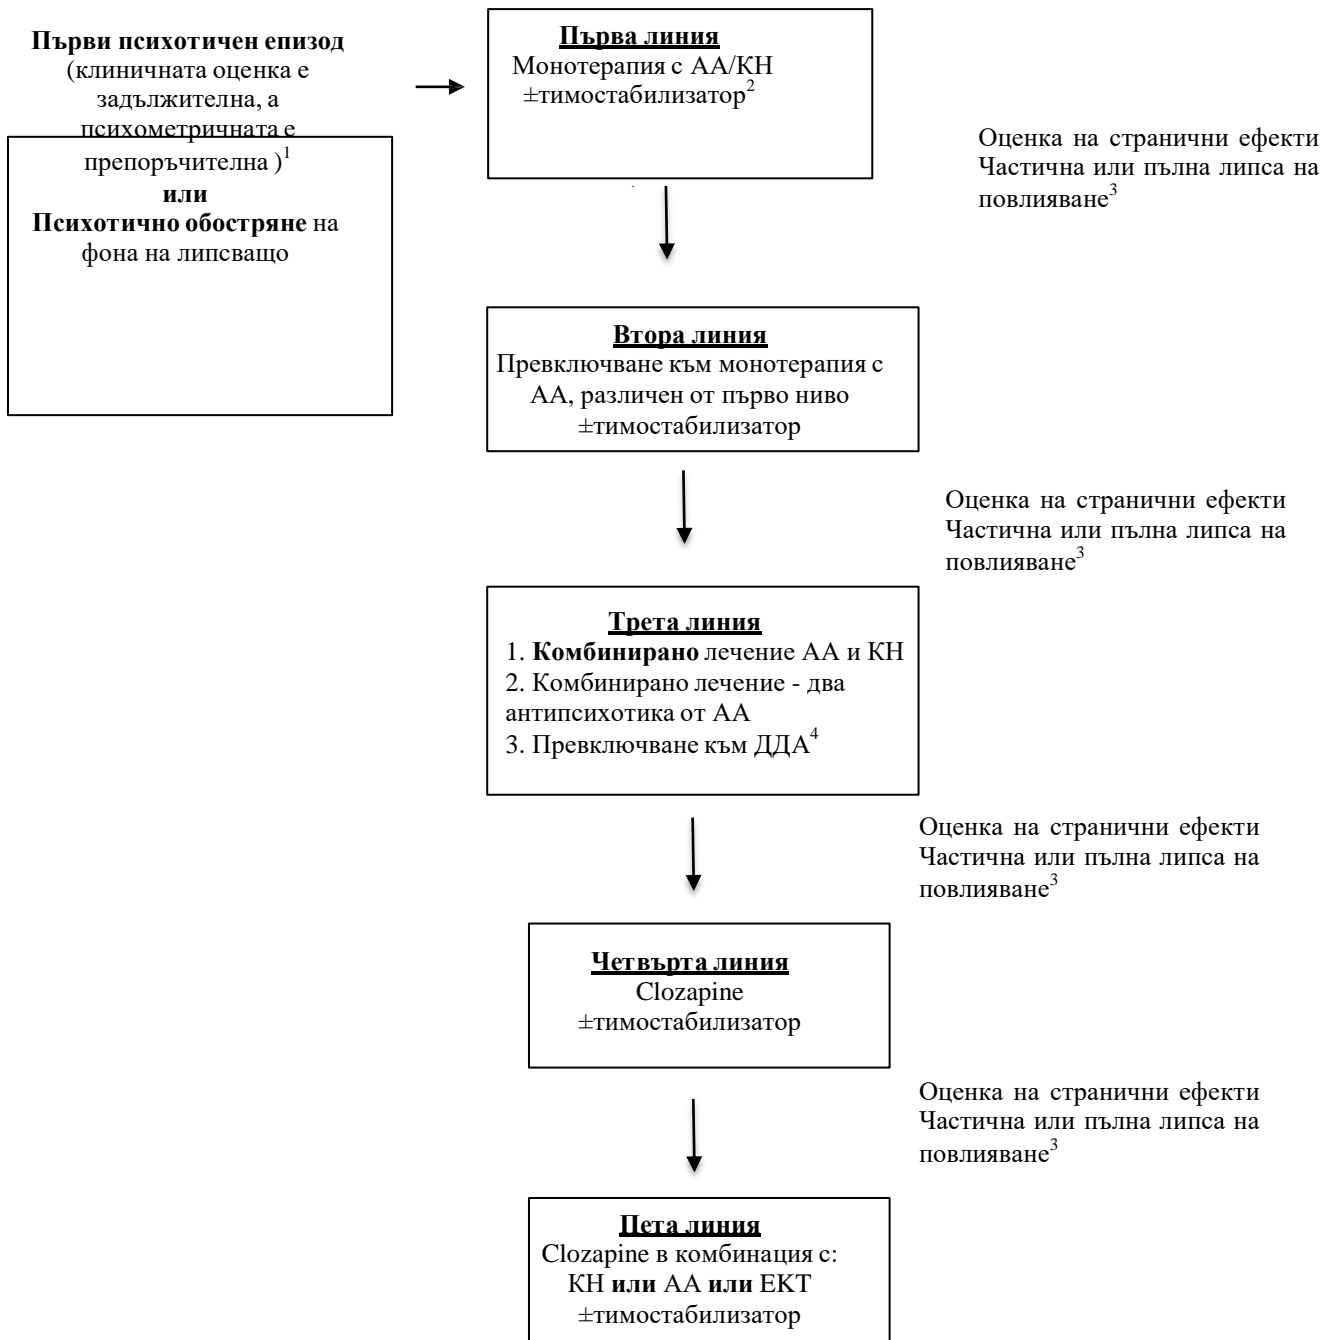 Първи психотичен епизод
(клиничната оценка е
задължителна, а
психометричната е
препоръчителна )1
или
Психотично обостряне на
фона на липсващо
Първа линия
Монотерапия с АА/КН
±тимостабилизатор2
Оценка на странични ефекти
Частична или пълна липса на
повлияване3
Втора линия
Превключване към монотерапия с
АА, различен от първо ниво
±тимостабилизатор
Оценка на странични ефекти
Частична или пълна липса на
повлияване3
Трета линия
1. Комбинирано лечение АА и КН
2. Комбинирано лечение - два
антипсихотика от АА
3. Превключване към ДДА4
Оценка на странични ефекти
Частична или пълна липса на
повлияване3
Четвърта линия
Clozapine
±тимостабилизатор
Оценка на странични ефекти
Частична или пълна липса на
повлияване3
Пета линия
Clozapine в комбинация с:
КН или АА или ЕКТ
±тимостабилизатор